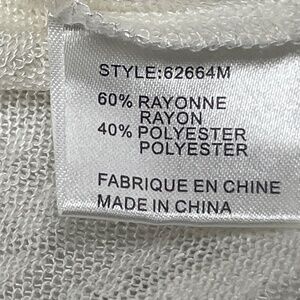 STYLE:62664M
60% RAYONNE
RAYON
40% POLYESTER
POLYESTER
FABRIQUE EN CHINE
MADE IN CHINA